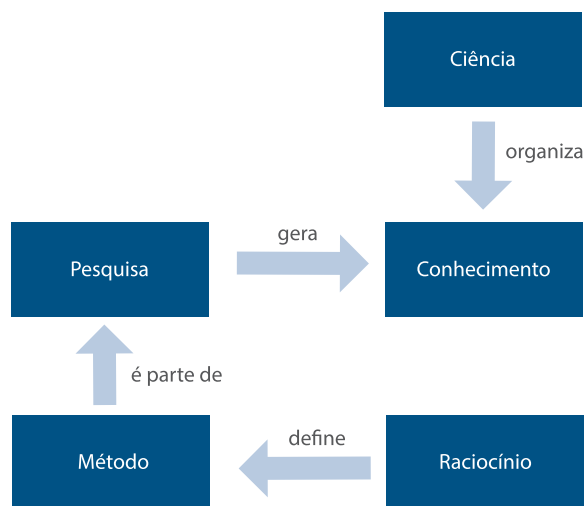 Ciência
organiza
gera
Pesquisa
Conhecimento
é parte de
define
Método
Raciocínio